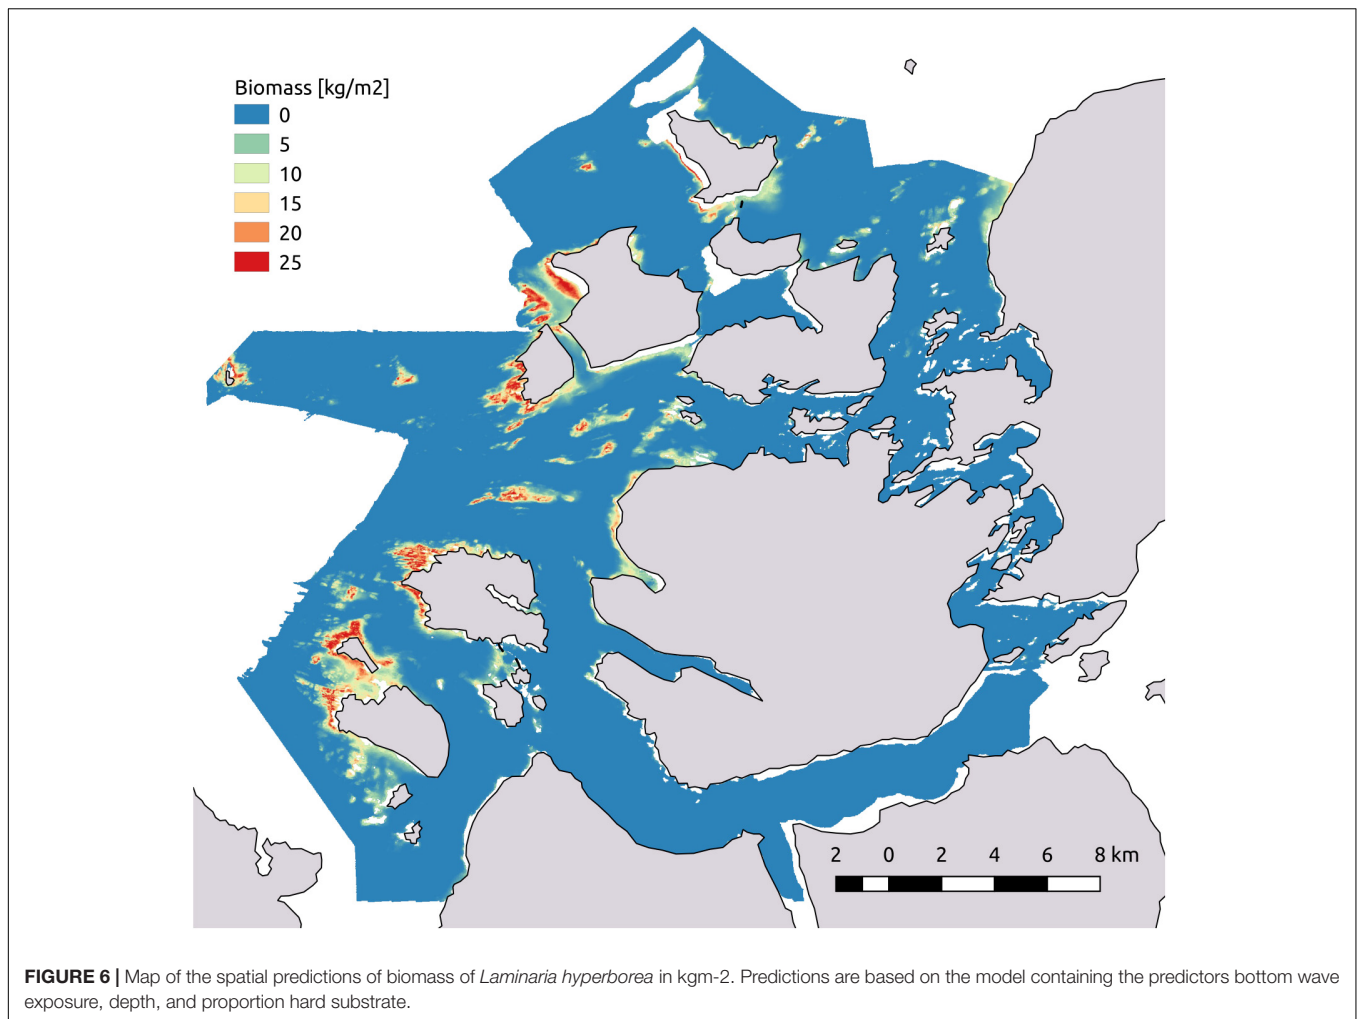 Biomass [kg/m2]
0
5
10
15
20
25
2 0 2 4 6 8 km
FIGURE 6 | Map of the spatial predictions of biomass of Laminaria hyperborea in kgm-2. Predictions are based on the model containing the predictors bottom wave
exposure, depth, and proportion hard substrate.